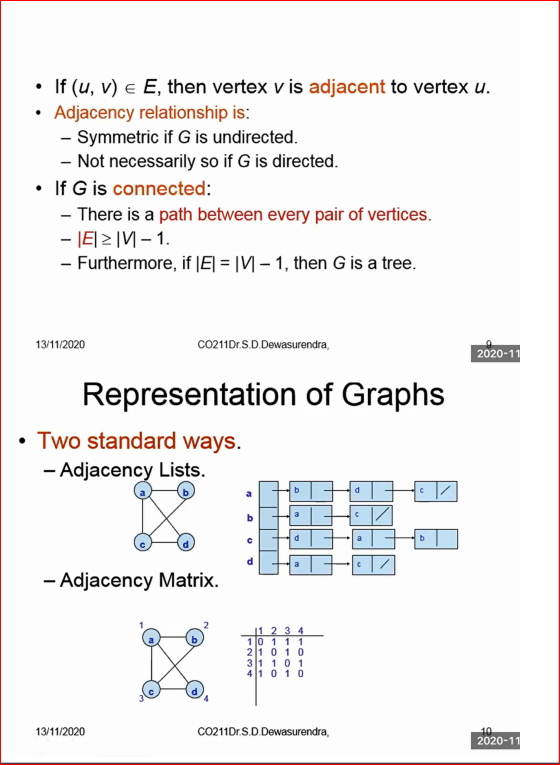 • If (u, v) ∈ E, then vertex v is adjacent to vertex u.
• Adjacency relationship is:
– Symmetric if G is undirected.
– Not necessarily so if G is directed.
• If G is connected:
– There is a path between every pair of vertices.
– |E| ≥ |V| – 1.
– Furthermore, if |E| = |V| – 1, then G is a tree.
13/11/2020 CO211Dr.S.D.Dewasurendra, 9
2020-11
Representation of Graphs
• Two standard ways.
– Adjacency Lists.
a b
c d
a b d c
b a c
c d a b
d a c
– Adjacency Matrix.
1 2
a b
c d
3 4
1 2 3 4
1 0 1 1 1
2 1 0 1 0
3 1 1 0 1
4 1 0 1 0
13/11/2020 CO211Dr.S.D.Dewasurendra, 10
2020-11